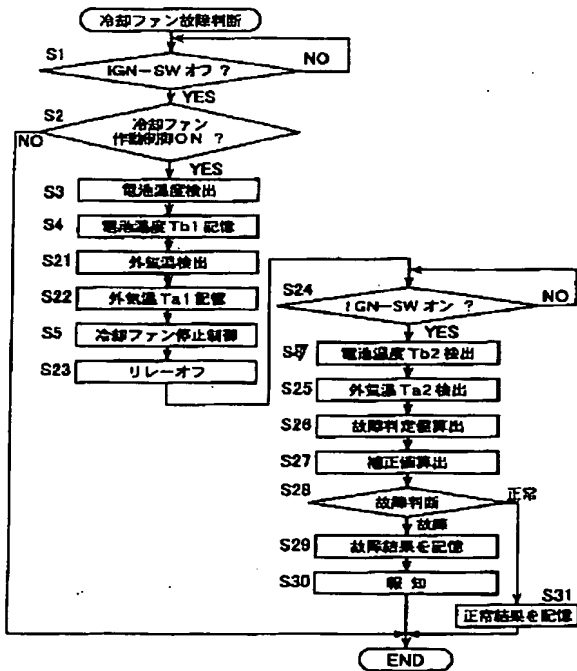 冷却ファン故障判断
S1
IGN-SWオフ?
NO
YES
S2
NO
冷却ファン
作動制御ON ?
YES
S3
電池温度検出
S4
電池温度Tb1記憶
S21
外気温検出
S22
外気温Ta1記憶
S5
冷却ファン停止制御
S23
リレーオフ
S24
IGN-SWオン ?
NO
YES
S7
電池温度Tb2検出
S25
外気温Ta2検出
S26
故障判定値算出
S27
補正値算出
S28
故障判断
正常
故障
S29
故障結果を記憶
S30
報 知
S31
正常結果を記憶
END